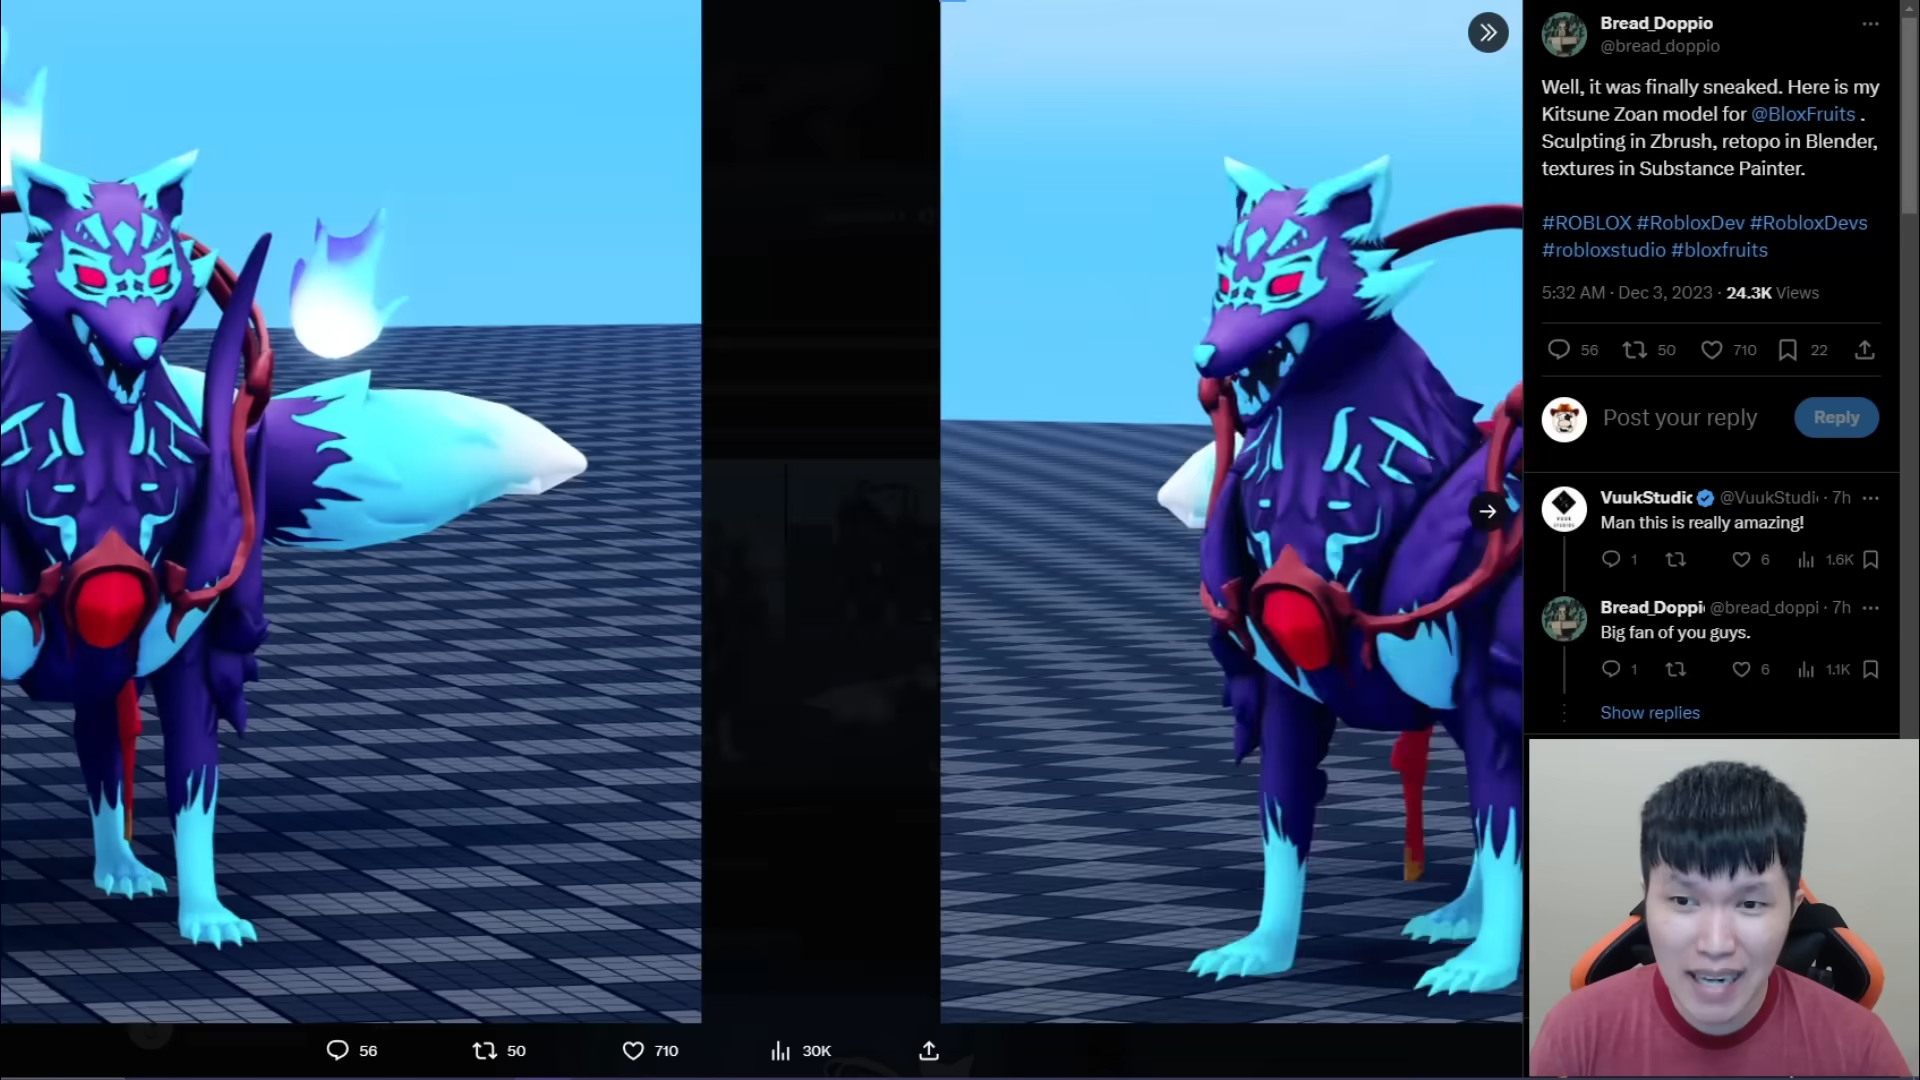 Bread_Doppio
@bread_doppio
Well, it was finally sneaked. Here is my
Kitsune Zoan model for @BloxFruits .
Sculpting in Zbrush, retopo in Blender,
textures in Substance Painter.
#ROBLOX #RobloxDev #RobloxDevs
#robloxstudio #bloxfruits
5:32 AM · Dec 3, 2023 · 24.3K Views
56 50 710 22
Post your reply Reply
VuukStudic @VuukStudi · 7h
Man this is really amazing!
1 6 1.6K
Bread_Doppi @bread_doppi · 7h
Big fan of you guys.
1 6 1.1K
Show replies
56 50 710 30K